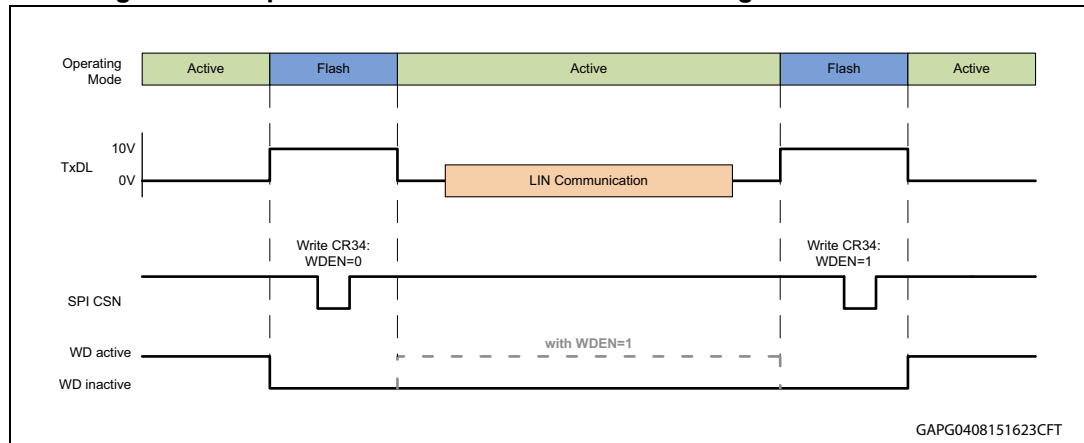 Operating Mode
Active
Flash
Active
Flash
Active
10V
TxDL
0V
LIN Communication
Write CR34:
WDEN=0
Write CR34:
WDEN=1
SPI CSN
with WDEN=1
WD active
WD inactive
GAPG0408151623CFT